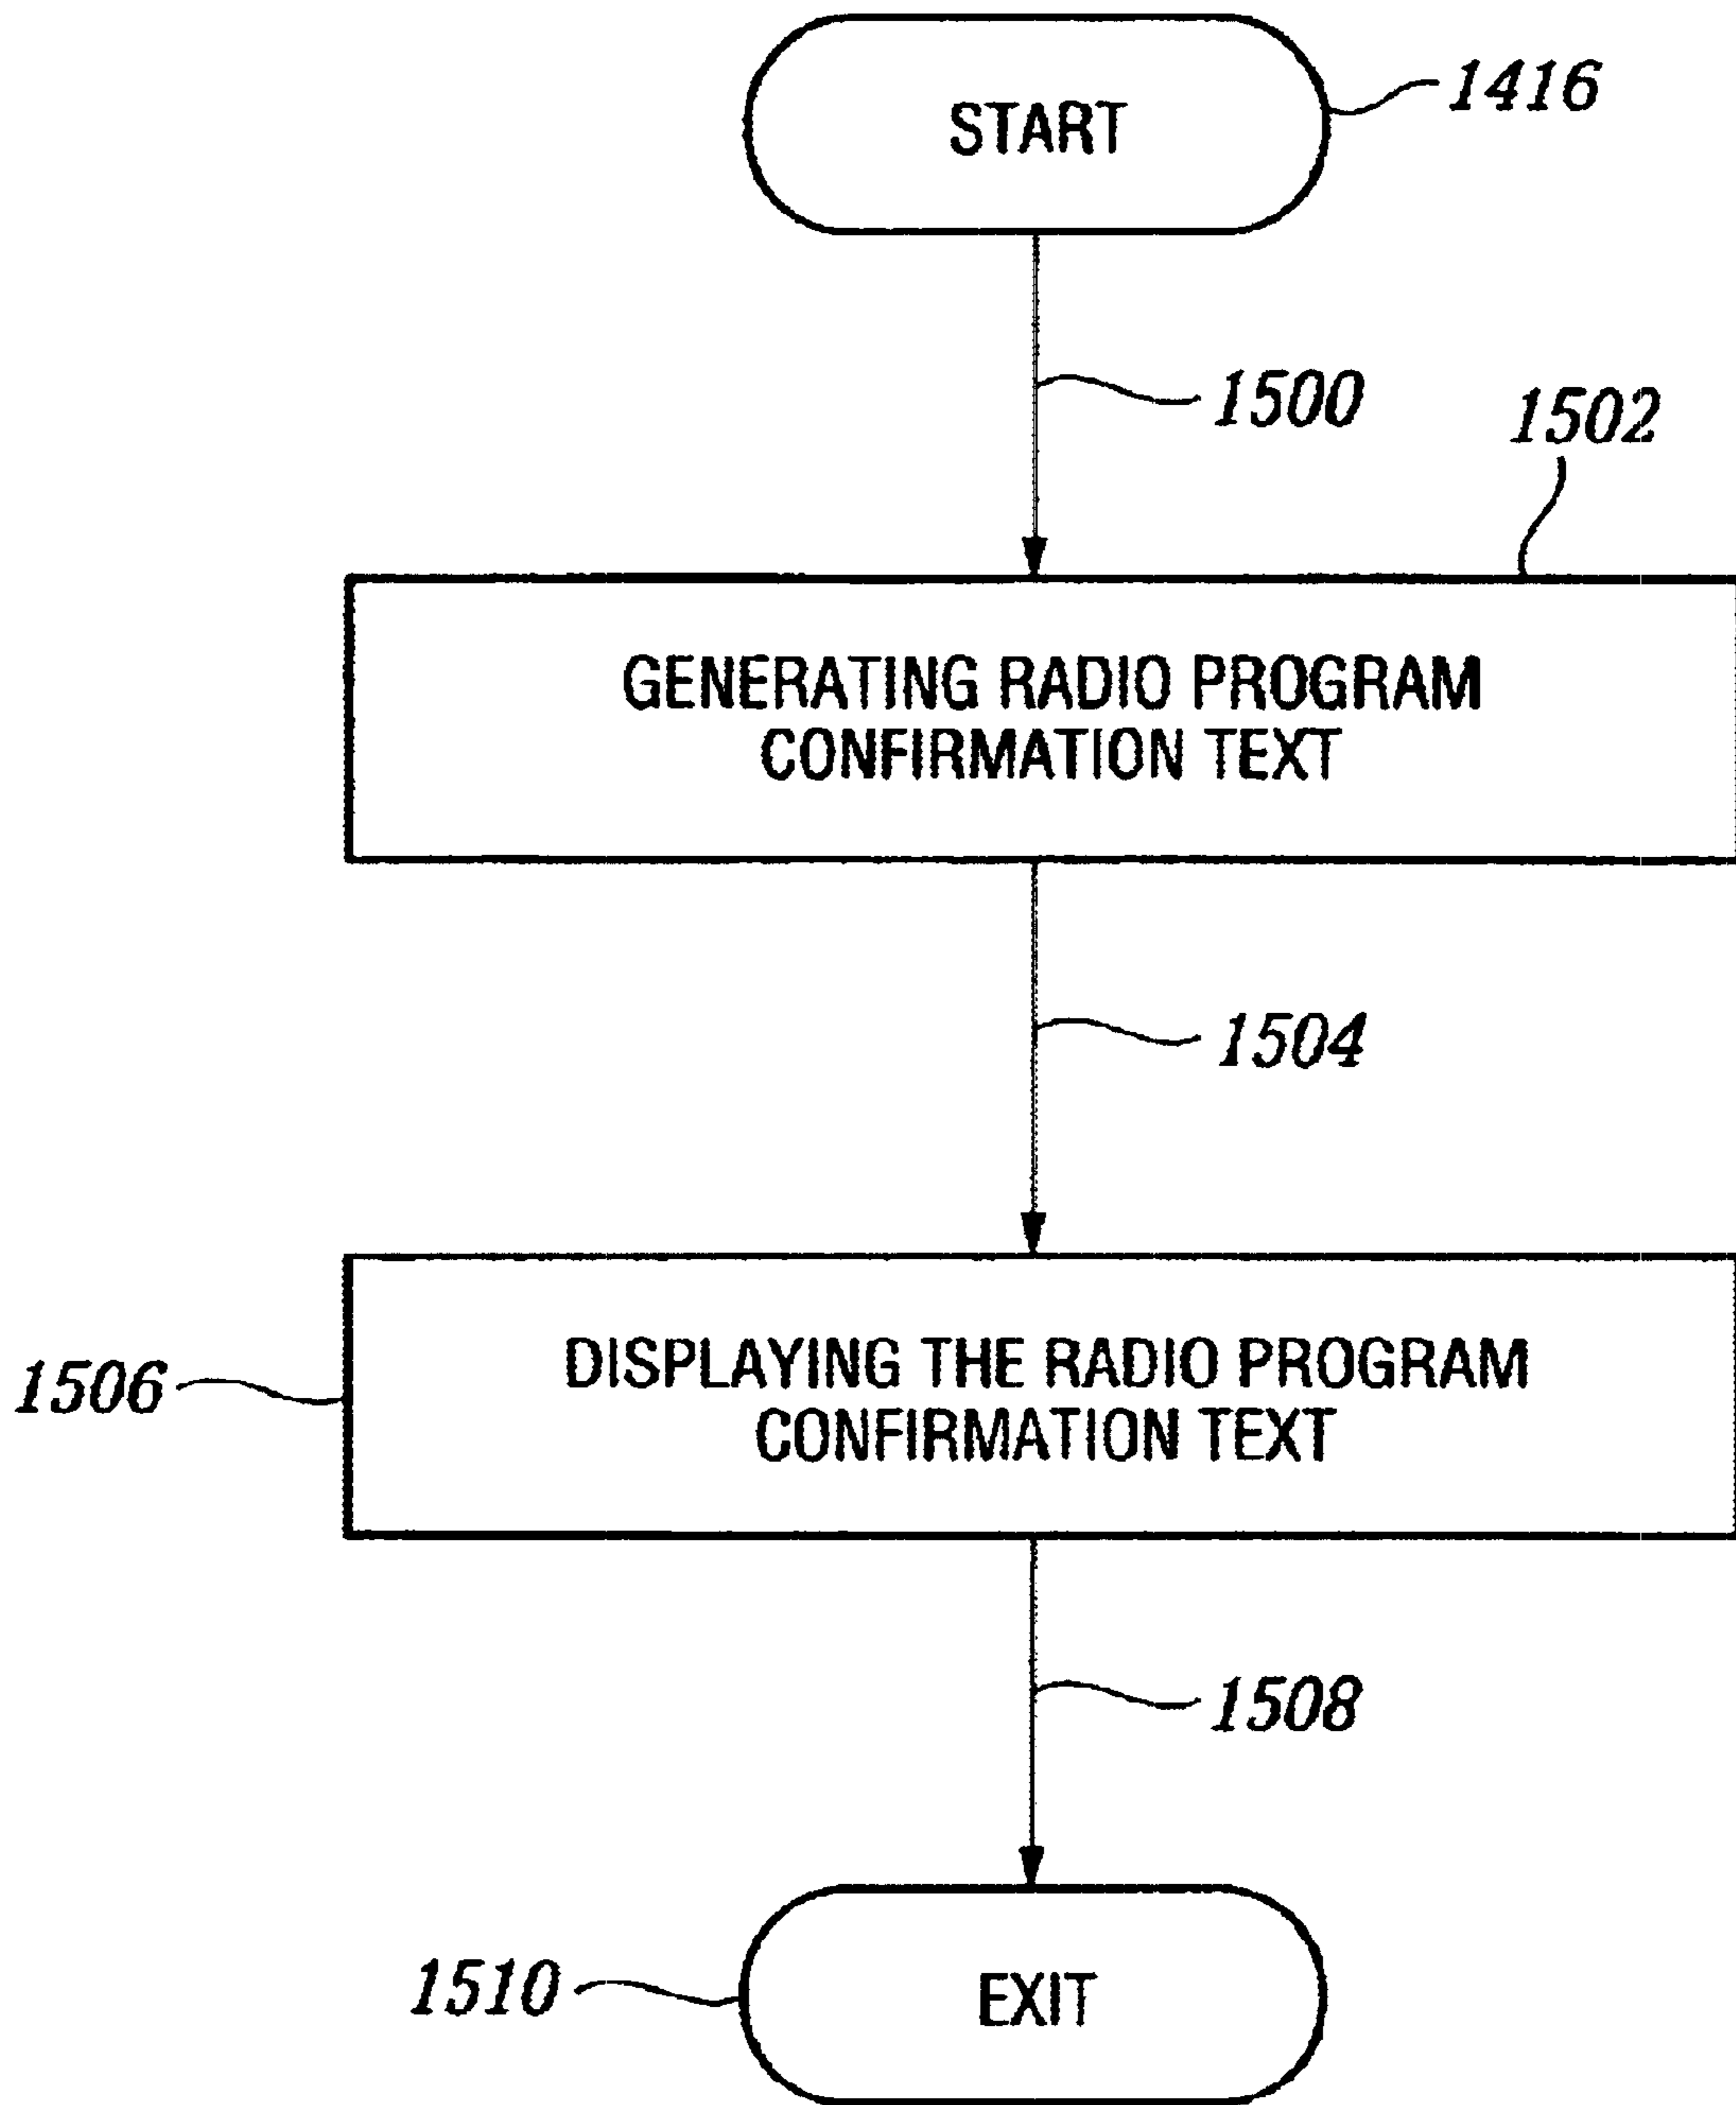 START
1416
1500
1502
GENERATING RADIO PROGRAM
CONFIRMATION TEXT
1504
DISPLAYING THE RADIO PROGRAM
CONFIRMATION TEXT
1506
1508
EXIT
1510